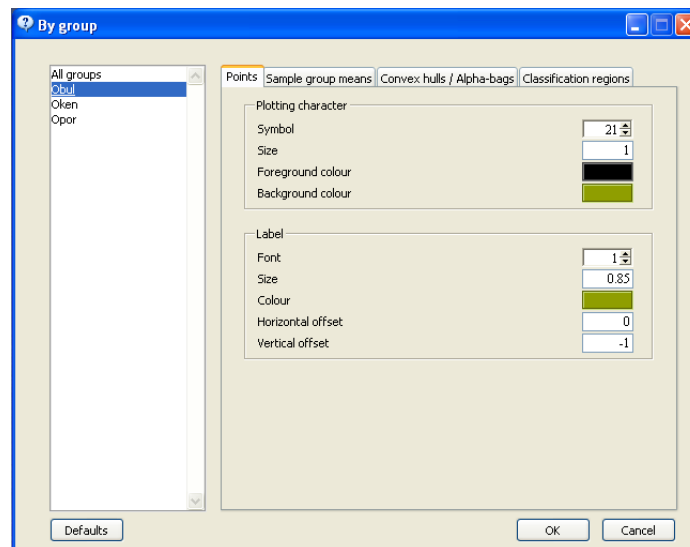 By group
All groups
Obul
Oken
Opor
Points Sample group means Convex hulls / Alpha-bags Classification regions
Plotting character
Symbol 21
Size 1
Foreground colour
Background colour
Label
Font 1
Size 0.85
Colour
Horizontal offset 0
Vertical offset -1
Defaults OK Cancel